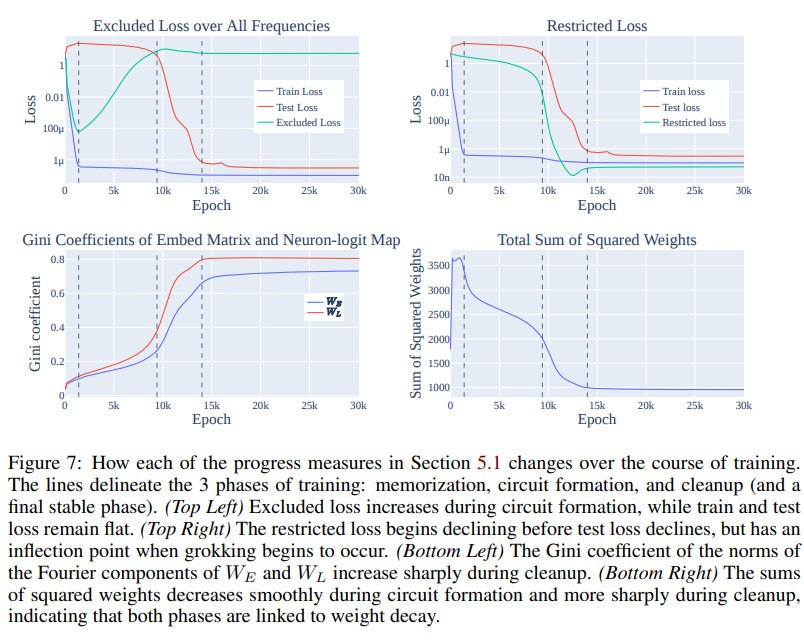 Excluded Loss over All Frequencies
Loss
1
0.01
100μ
1μ
0
5k
10k
15k
20k
25k
30k
Epoch
Train Loss
Test Loss
Excluded Loss
Restricted Loss
Loss
1
0.01
100μ
1μ
10n
0
5k
10k
15k
20k
25k
30k
Epoch
Train loss
Test loss
Restricted loss
Gini Coefficients of Embed Matrix and Neuron-logit Map
Gini coefficient
0.8
0.6
0.4
0.2
0
0
5k
10k
15k
20k
25k
30k
Epoch
W_E
W_L
Total Sum of Squared Weights
Sum of Squared Weights
3500
3000
2500
2000
1500
1000
0
5k
10k
15k
20k
25k
30k
Epoch
Figure 7: How each of the progress measures in Section 5.1 changes over the course of training.
The lines delineate the 3 phases of training: memorization, circuit formation, and cleanup (and a
final stable phase). (Top Left) Excluded loss increases during circuit formation, while train and test
loss remain flat. (Top Right) The restricted loss begins declining before test loss declines, but has an
inflection point when grokking begins to occur. (Bottom Left) The Gini coefficient of the norms of
the Fourier components of W_E and W_L increase sharply during cleanup. (Bottom Right) The sums
of squared weights decreases smoothly during circuit formation and more sharply during cleanup,
indicating that both phases are linked to weight decay.